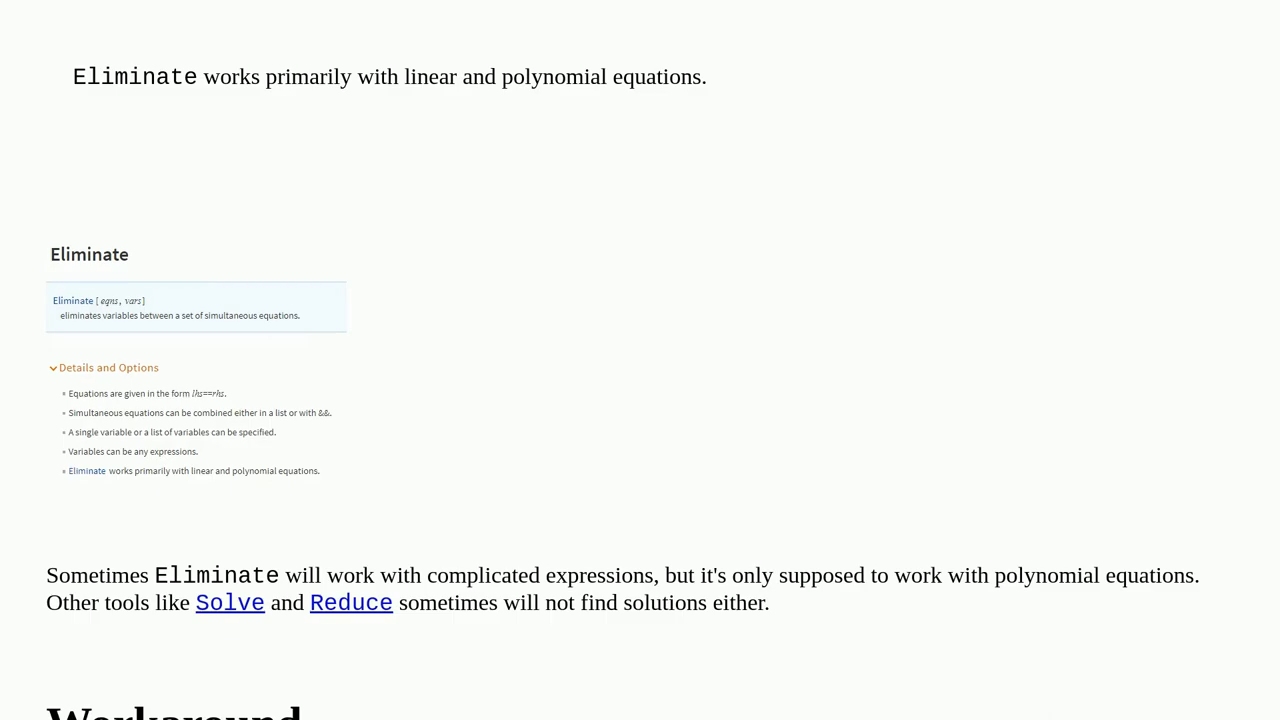 Eliminate works primarily with linear and polynomial equations.
Eliminate
Eliminate [ eqns, vars]
eliminates variables between a set of simultaneous equations.
Details and Options
Equations are given in the form lhs==rhs.
Simultaneous equations can be combined either in a list or with &&.
A single variable or a list of variables can be specified.
Variables can be any expressions.
Eliminate works primarily with linear and polynomial equations.
Sometimes Eliminate will work with complicated expressions, but it's only supposed to work with polynomial equations.
Other tools like Solve and Reduce sometimes will not find solutions either.
Workaround